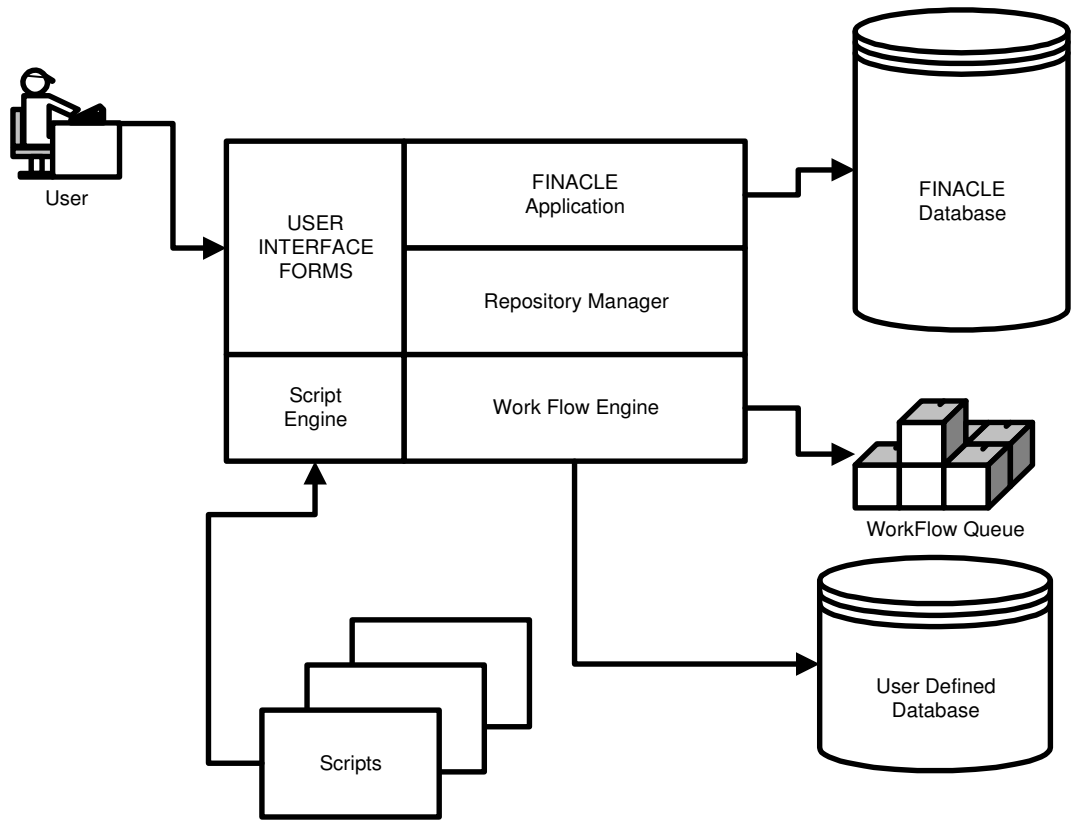 User
USER
INTERFACE
FORMS
FINACLE
Application
Repository Manager
Script
Engine
Work Flow Engine
FINACLE
Database
WorkFlow Queue
User Defined
Database
Scripts